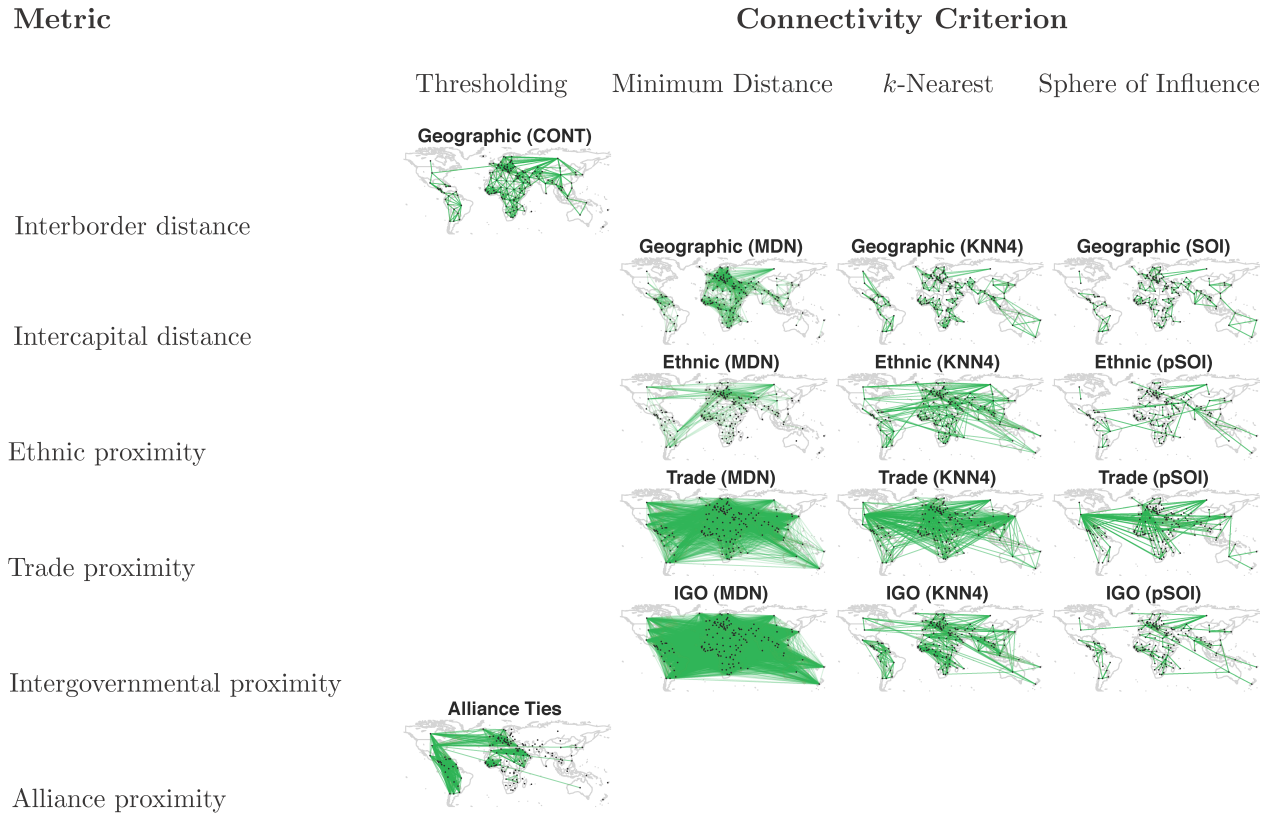 Metric
Connectivity Criterion
Thresholding
Minimum Distance
k-Nearest
Sphere of Influence
Geographic (CONT)
Interborder distance
Geographic (MDN)
Geographic (KNN4)
Geographic (SOI)
Intercapital distance
Ethnic (MDN)
Ethnic (KNN4)
Ethnic (pSOI)
Ethnic proximity
Trade (MDN)
Trade (KNN4)
Trade (pSOI)
Trade proximity
IGO (MDN)
IGO (KNN4)
IGO (pSOI)
Intergovernmental proximity
Alliance Ties
Alliance proximity